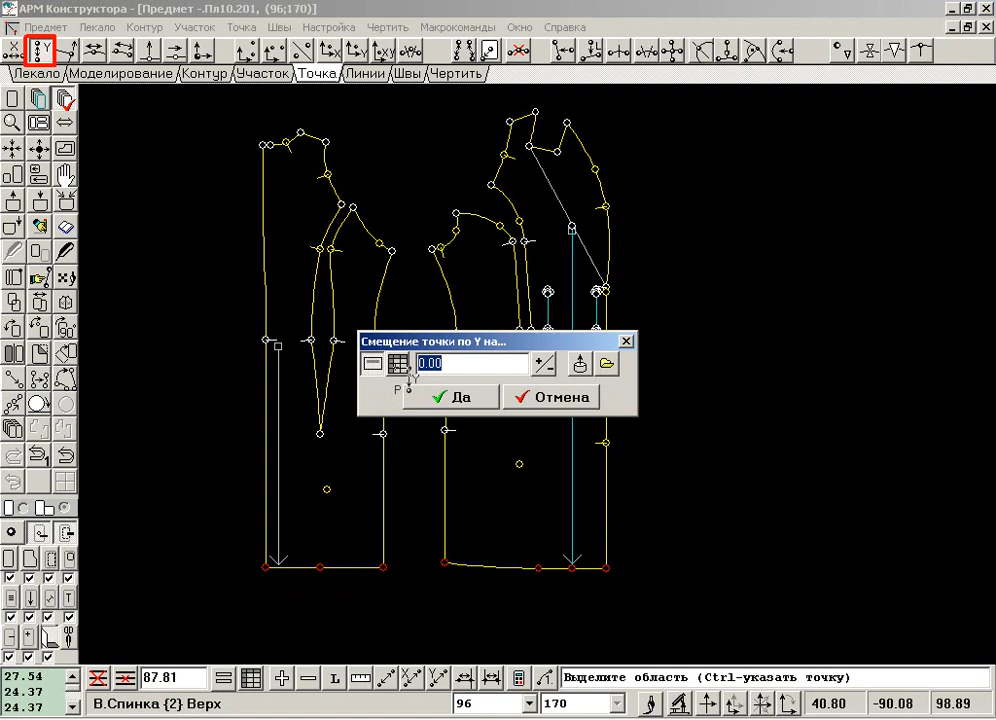 АРМ Конструктора - [Предмет -.Пл10.201, (96;170)]
Предмет Лекало Контур Участок Точка Швы Настройка Чертить Макрокоманды Окно Справка
Лекало Моделирование Контур Участок Точка Линии Швы Чертить
Смещение точки по Y на...
0.00
Да Отмена
27.54
24.37
24.37
87.81
Выделите область (Ctrl-указать точку)
В.Спинка {2} Верх
96
170
40.80 -90.08 98.89